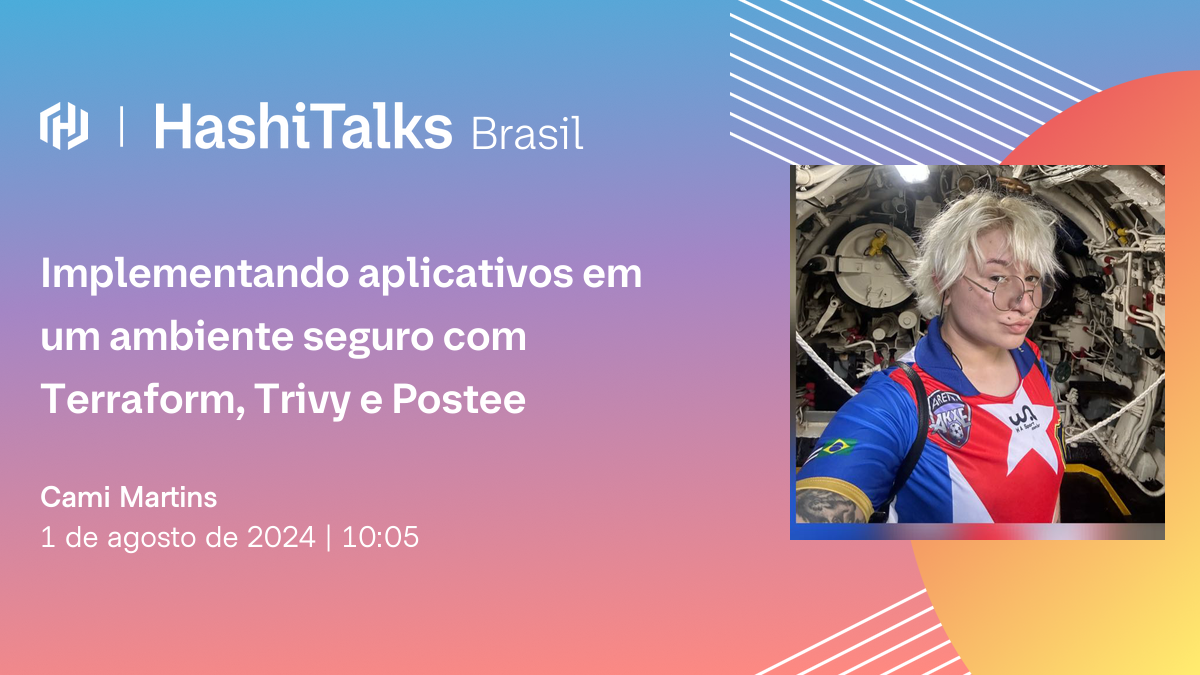 HashiTalks Brasil
Implementando aplicativos em
um ambiente seguro com
Terraform, Trivy e Postee
Cami Martins
1 de agosto de 2024 | 10:05